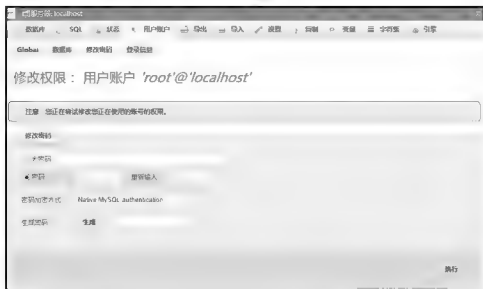 服务器: localhost
数据库 SQL 状态 用户账户 导出 导入 设置 复制 变量 字符集 引擎
Global 数据库 修改密码 登录信息
修改权限： 用户账户 'root'@'localhost'
注意 您正在尝试修改您正在使用的账号的权限。
修改密码
无密码
密码 重新输入
密码加密方式 Native MySQL authentication
生成密码 生成
执行